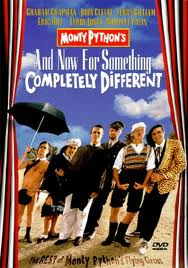 GRAHAM CHAPMAN JOHN CLEESE TERRY GILLIAM
ERIC IDLE TERRY JONES MICHAEL PALIN
MONTY PYTHON'S
AND NOW FOR SOMETHING
COMPLETELY DIFFERENT
DVD
The BEST of Monty Python's Flying Circus